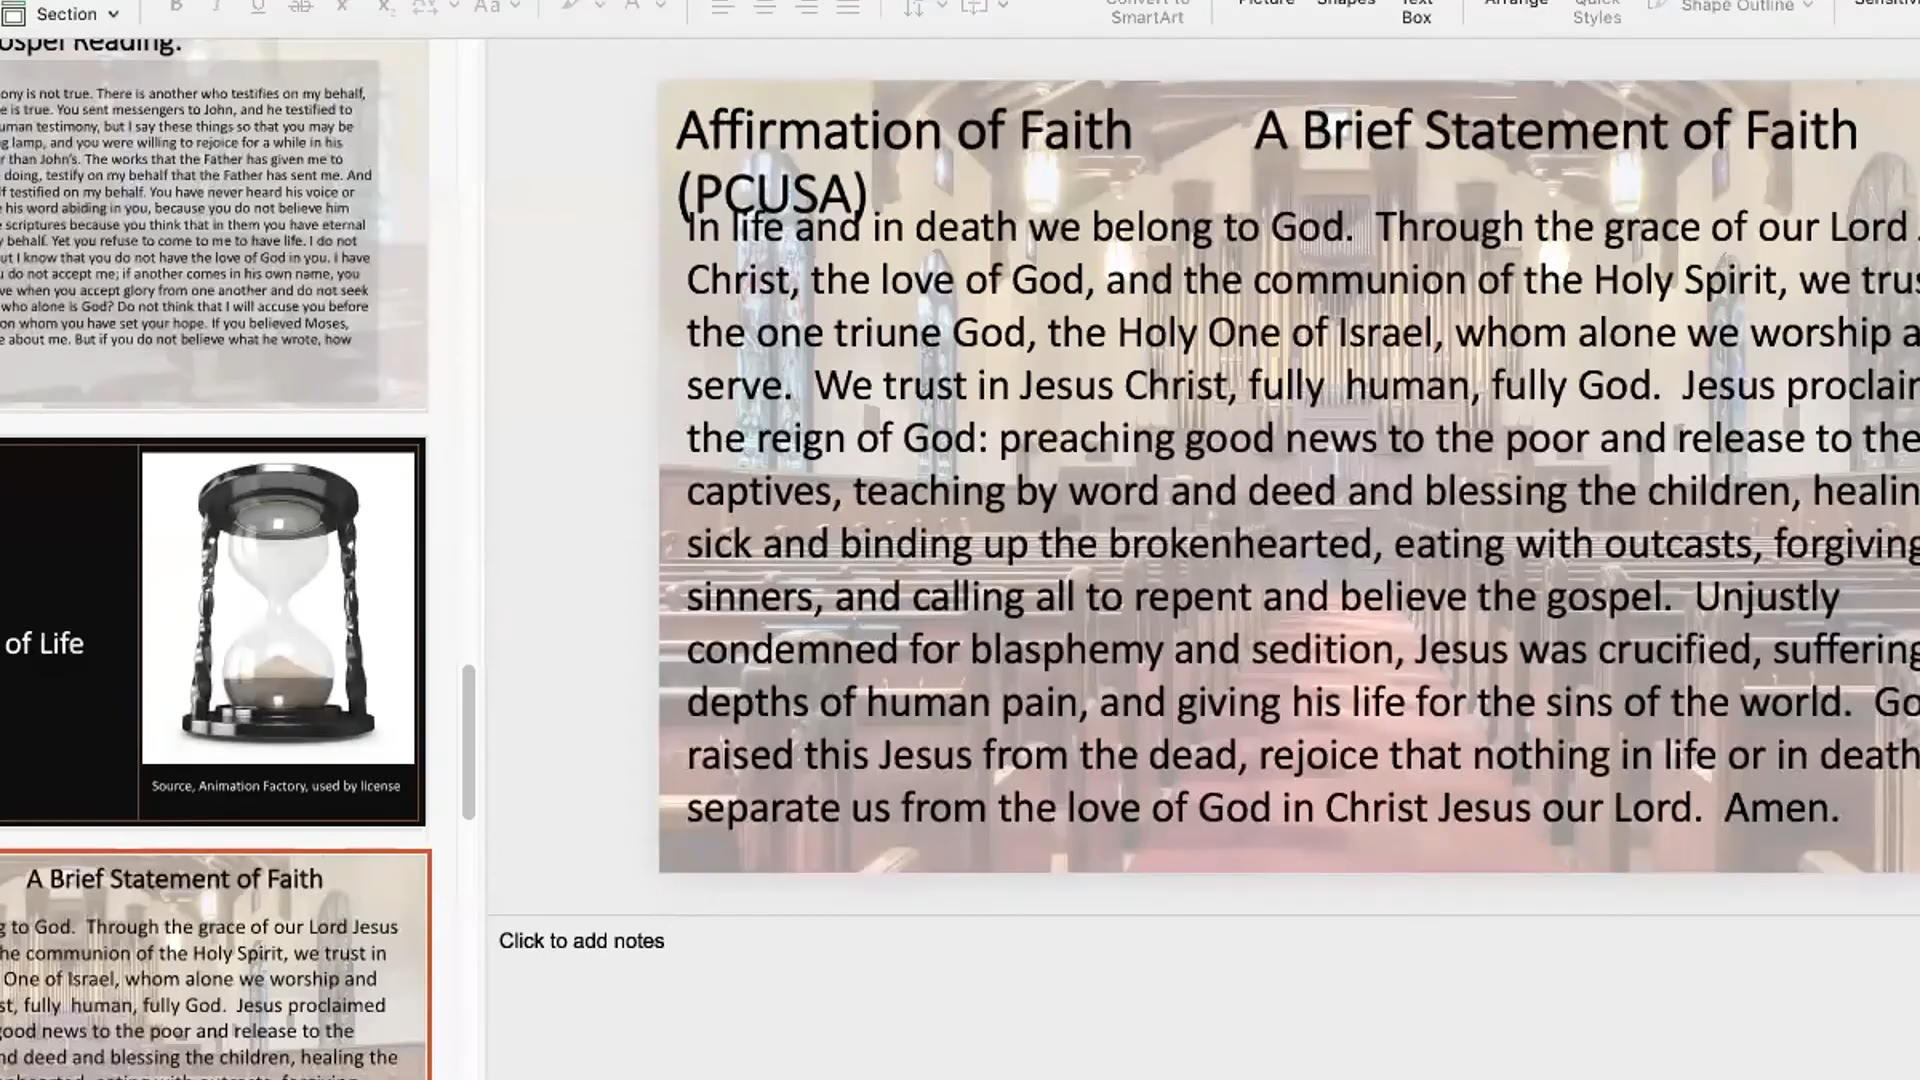 Section
B I U ab x x Aa A
Convert to
SmartArt
Picture
Shapes
Text
Box
Arrange
Quick
Styles
Shape Outline
ospel Reading:
ony is not true. There is another who testifies on my behalf,
e is true. You sent messengers to John, and he testified to
uman testimony, but I say these things so that you may be
g lamp, and you were willing to rejoice for a while in his
r than John's. The works that the Father has given me to
doing, testify on my behalf that the Father has sent me. And
lf testified on my behalf. You have never heard his voice or
his word abiding in you, because you do not believe him
e scriptures because you think that in them you have eternal
y behalf. Yet you refuse to come to me to have life. I do not
ut I know that you do not have the love of God in you. I have
u do not accept me; if another comes in his own name, you
ve when you accept glory from one another and do not seek
who alone is God? Do not think that I will accuse you before
on whom you have set your hope. If you believed Moses,
e about me. But if you do not believe what he wrote, how
of Life
Source, Animation Factory, used by license
A Brief Statement of Faith
g to God. Through the grace of our Lord Jesus
he communion of the Holy Spirit, we trust in
One of Israel, whom alone we worship and
st, fully human, fully God. Jesus proclaimed
good news to the poor and release to the
nd deed and blessing the children, healing the
Affirmation of Faith A Brief Statement of Faith
(PCUSA)
In life and in death we belong to God. Through the grace of our Lord
Christ, the love of God, and the communion of the Holy Spirit, we trus
the one triune God, the Holy One of Israel, whom alone we worship a
serve. We trust in Jesus Christ, fully human, fully God. Jesus proclaim
the reign of God: preaching good news to the poor and release to the
captives, teaching by word and deed and blessing the children, healin
sick and binding up the brokenhearted, eating with outcasts, forgiving
sinners, and calling all to repent and believe the gospel. Unjustly
condemned for blasphemy and sedition, Jesus was crucified, suffering
depths of human pain, and giving his life for the sins of the world. Go
raised this Jesus from the dead, rejoice that nothing in life or in death
separate us from the love of God in Christ Jesus our Lord. Amen.
Click to add notes